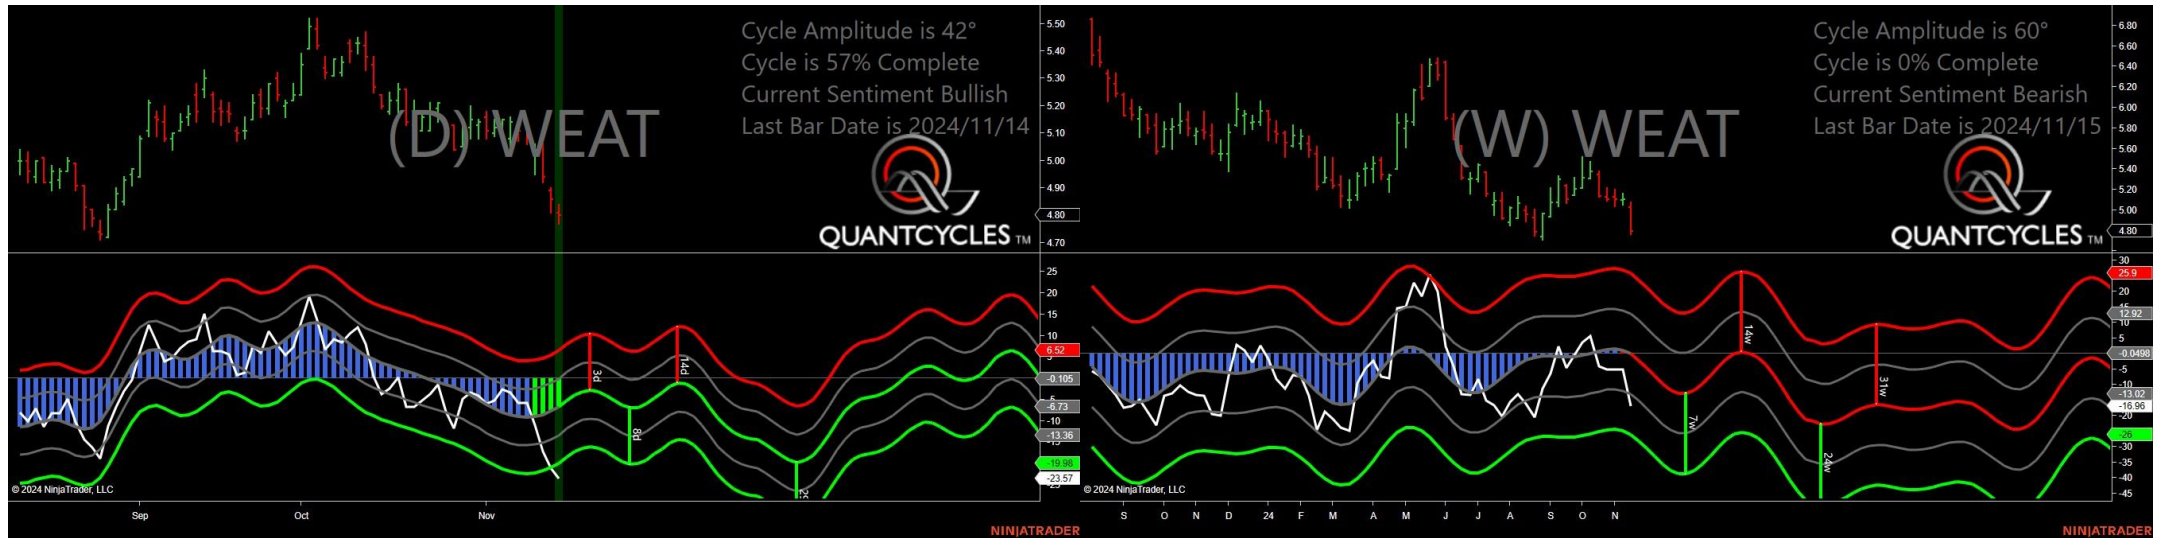 Cycle Amplitude is 42°
Cycle is 57% Complete
Current Sentiment Bullish
Last Bar Date is 2024/11/14
(D) WEAT
QUANTCYCLES TM
5.50
5.40
5.30
5.20
5.10
5.00
4.90
4.80
4.70
25
20
15
10
6.52
-0.105
-6.73
-10
-13.36
-19.98
-23.57
3d
14d
8d
© 2024 NinjaTrader, LLC
Sep
Oct
Nov
NINJATRADER
Cycle Amplitude is 60°
Cycle is 0% Complete
Current Sentiment Bearish
Last Bar Date is 2024/11/15
(W) WEAT
QUANTCYCLES TM
6.80
6.60
6.40
6.20
6.00
5.80
5.60
5.40
5.20
5.00
4.80
30
25.9
20
12.92
10
5
-0.0498
-5
-10
-13.02
-16.96
-20
-26
-30
-35
-40
-45
14w
31w
7w
24w
© 2024 NinjaTrader, LLC
S O N D 24 F M A M J J A S O N
NINJATRADER